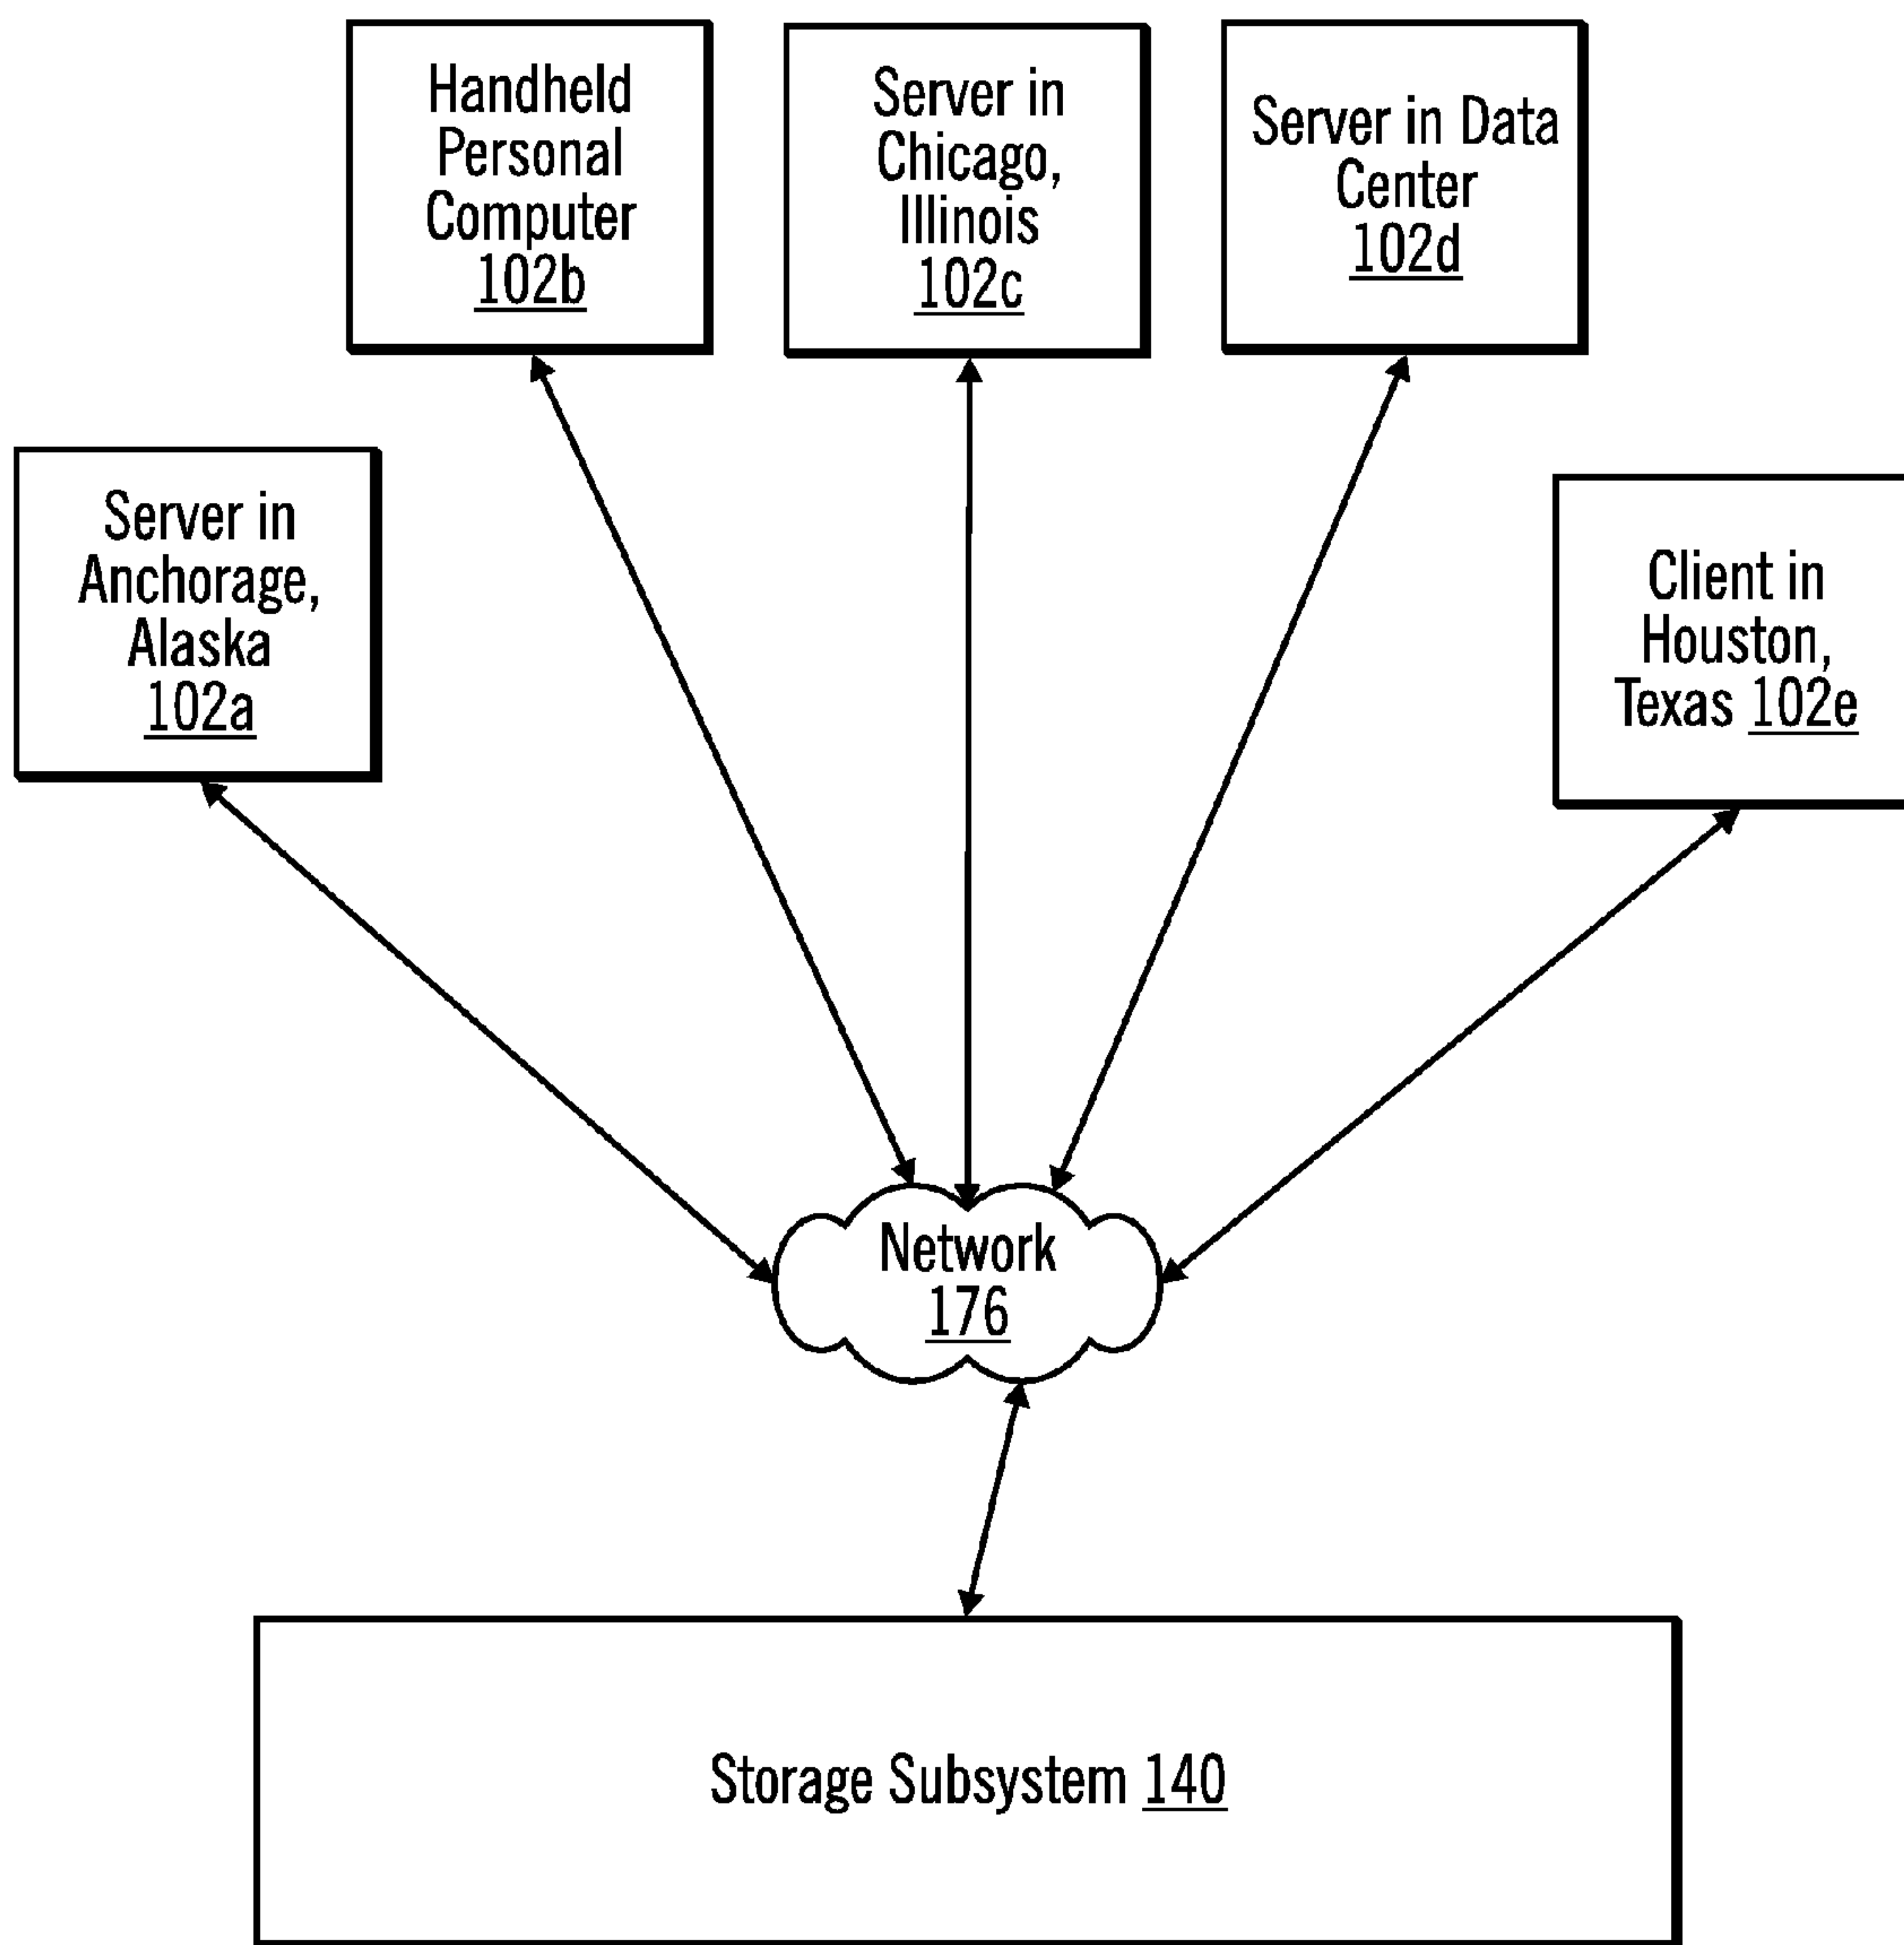 Handheld
Personal
Computer
102b
Server in
Chicago,
Illinois
102c
Server in Data
Center
102d
Server in
Anchorage,
Alaska
102a
Client in
Houston,
Texas 102e
Network
176
Storage Subsystem 140